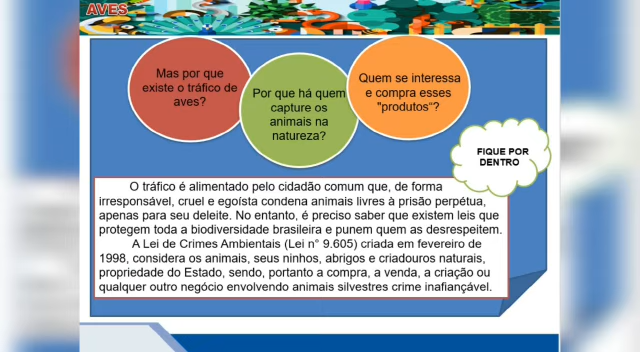 AVES
Mas por que
existe o tráfico de
aves?
Por que há quem
capture os
animais na
natureza?
Quem se interessa
e compra esses
"produtos"?
FIQUE POR
DENTRO
O tráfico é alimentado pelo cidadão comum que, de forma
irresponsável, cruel e egoísta condena animais livres à prisão perpétua,
apenas para seu deleite. No entanto, é preciso saber que existem leis que
protegem toda a biodiversidade brasileira e punem quem as desrespeitem.
A Lei de Crimes Ambientais (Lei n° 9.605) criada em fevereiro de
1998, considera os animais, seus ninhos, abrigos e criadouros naturais,
propriedade do Estado, sendo, portanto a compra, a venda, a criação ou
qualquer outro negócio envolvendo animais silvestres crime inafiançável.